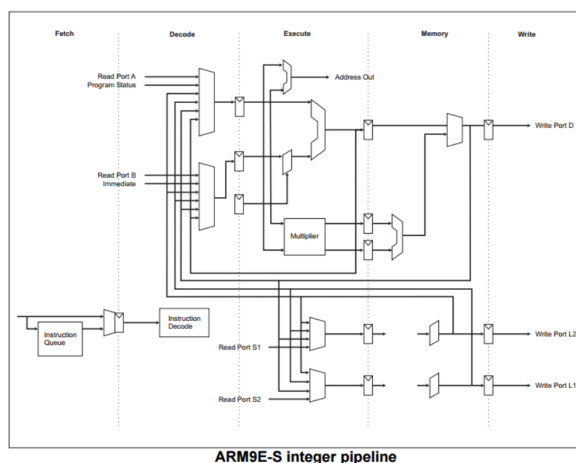 Fetch
Decode
Execute
Memory
Write
Read Port A
Program Status
Address Out
Write Port D
Read Port B
Immediate
Multiplier
Instruction
Queue
Instruction
Decode
Read Port S1
Write Port L2
Read Port S2
Write Port L1
ARM9E-S integer pipeline